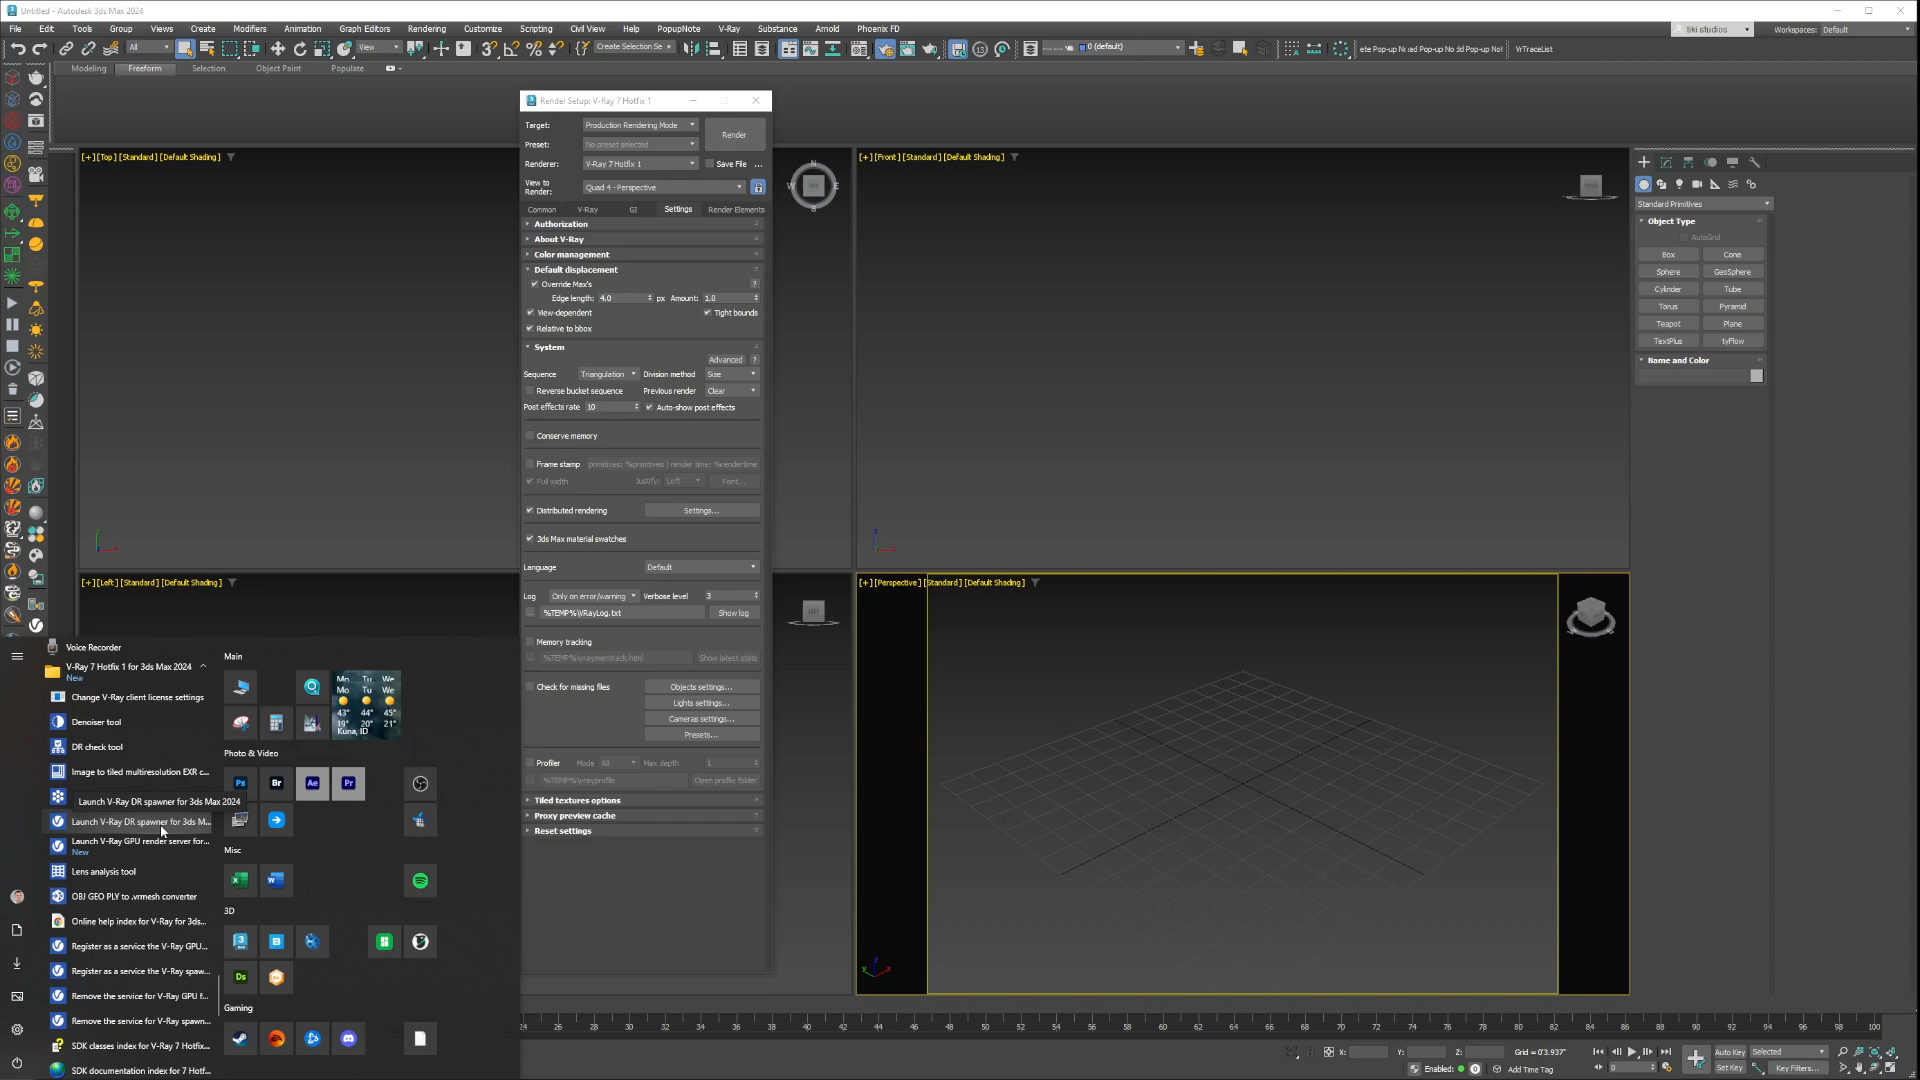 Untitled - Autodesk 3ds Max 2024
File Edit Tools Group Views Create Modifiers Animation Graph Editors Rendering Customize Scripting Civil View Help PopupNote V-Ray Substance Arnold Phoenix FD
tiki studios Workspaces: Default
All View Create Selection Se 0 (default) ete Pop-up No dd Pop-up No VrTraceList
Modeling Freeform Selection Object Paint Populate
Render Setup: V-Ray 7 Hotfix 1
Target: Production Rendering Mode
Render
Preset: No preset selected
Renderer: V-Ray 7 Hotfix 1 Save File ...
View to Render: Quad 4 - Perspective
Common V-Ray GI Settings Render Elements
Authorization
About V-Ray
Color management
Default displacement
Override Max's ?
Edge length: 4.0 px Amount: 1.0
View-dependent Tight bounds
Relative to bbox
System
Advanced ?
Sequence Triangulation Division method Size
Reverse bucket sequence Previous render Clear
Post effects rate 10 Auto-show post effects
Conserve memory
Frame stamp primitives: %primitives | render time: %rendertime
Full width Justify: Left Font...
Distributed rendering Settings...
3ds Max material swatches
Language Default
Log Only on error/warning Verbose level 3
... %TEMP%\VRayLog.txt Show log
Memory tracking
%TEMP%\vraymemtrack.html Show latest stats
Check for missing files Objects settings...
Lights settings...
Cameras settings...
Presets...
Profiler Mode All Max depth 1
%TEMP%\vrayprofile Open profile folder
Tiled textures options
Proxy preview cache
Reset settings
[+] [Top] [Standard] [Default Shading]
[+] [Front] [Standard] [Default Shading]
[+] [Left] [Standard] [Default Shading]
[+] [Perspective] [Standard] [Default Shading]
N
W E
S
Standard Primitives
Object Type
AutoGrid
Box Cone
Sphere GeoSphere
Cylinder Tube
Torus Pyramid
Teapot Plane
TextPlus tyFlow
Name and Color
Voice Recorder
V-Ray 7 Hotfix 1 for 3ds Max 2024
New
Change V-Ray client license settings
Denoiser tool
DR check tool
Image to tiled multiresolution EXR c...
Launch V-Ray DR spawner for 3ds Max 2024
Launch V-Ray DR spawner for 3ds M...
Launch V-Ray GPU render server for...
New
Lens analysis tool
OBJ GEO PLY to .vrmesh converter
Online help index for V-Ray for 3ds...
Register as a service the V-Ray GPU...
Register as a service the V-Ray spaw...
Remove the service for V-Ray GPU f...
Remove the service for V-Ray spawn...
SDK classes index for V-Ray 7 Hotfix...
SDK documentation index for 7 Hotf...
Main
Mo Tu We
Mo Tu We
43° 44° 45°
19° 20° 21°
Kuna, ID
Photo & Video
Ps Br Ae Pr
Misc
3D
Ds
Gaming
24 26 28 30 32 34 36 38 40 42 44 46 48 50 52 54 56 58 60 62 64 66 68 70 72 74 76 78 80 82 84 86 88 90 92 94 96 98 100
X: Y: Z: Grid = 0'3.937"
Enabled: 0 Add Time Tag
0
Auto Key Selected
Set Key Key Filters...